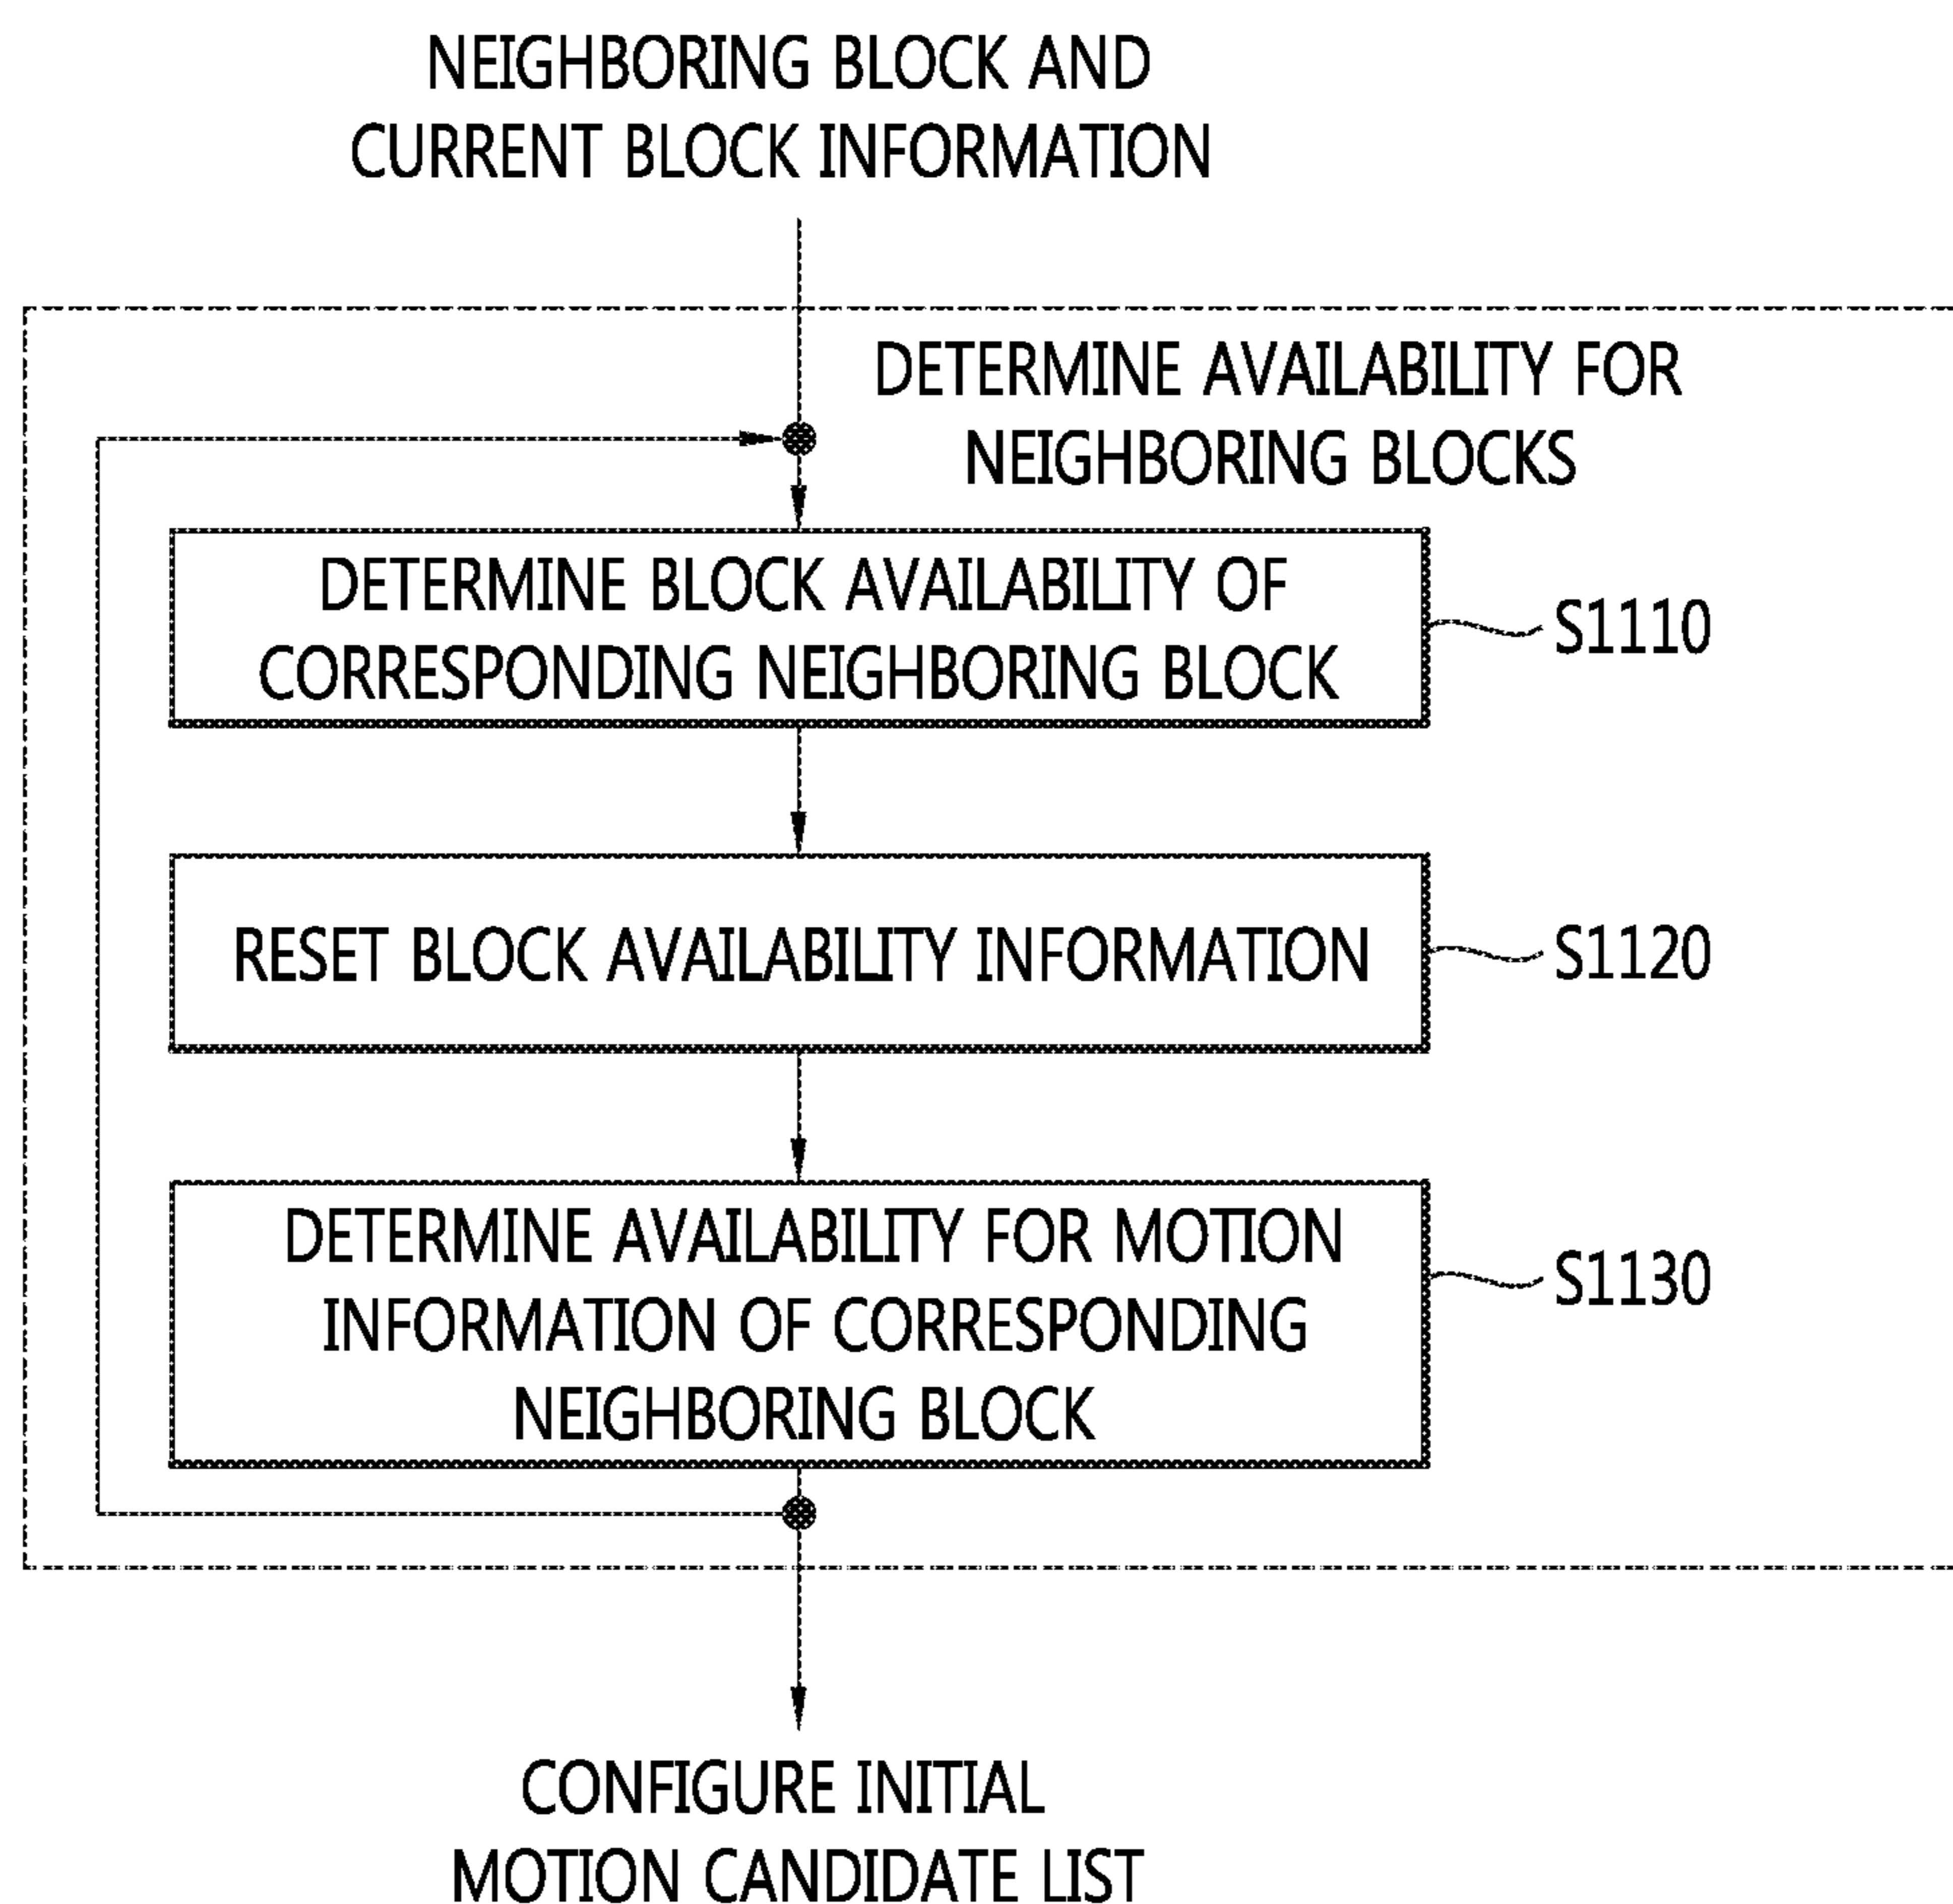 NEIGHBORING BLOCK AND
CURRENT BLOCK INFORMATION
DETERMINE AVAILABILITY FOR
NEIGHBORING BLOCKS
DETERMINE BLOCK AVAILABILITY OF
CORRESPONDING NEIGHBORING BLOCK
S1110
RESET BLOCK AVAILABILITY INFORMATION
S1120
DETERMINE AVAILABILITY FOR MOTION
INFORMATION OF CORRESPONDING
NEIGHBORING BLOCK
S1130
CONFIGURE INITIAL
MOTION CANDIDATE LIST